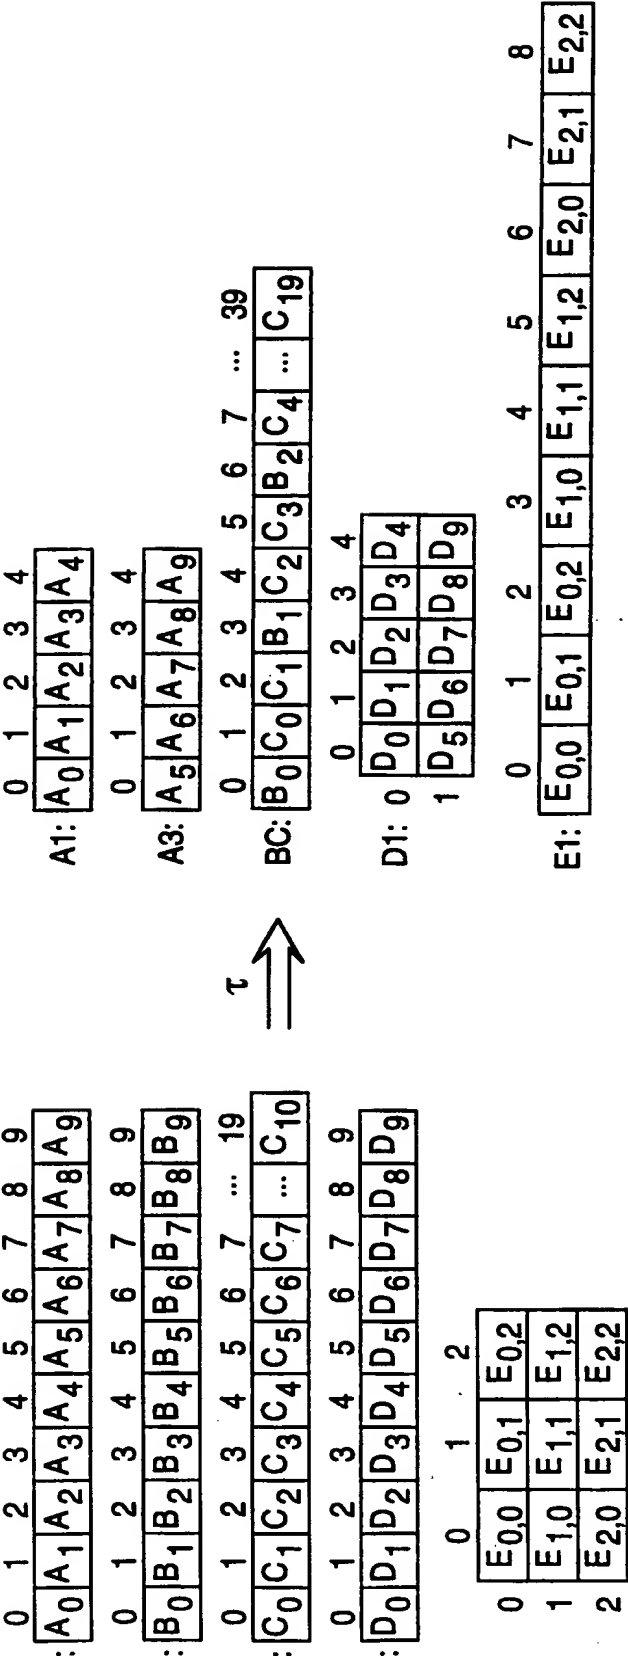 0 1 2 3 4 5 6 7 8 9
: A0 A1 A2 A3 A4 A5 A6 A7 A8 A9
0 1 2 3 4 5 6 7 8 9
: B0 B1 B2 B3 B4 B5 B6 B7 B8 B9
0 1 2 3 4 5 6 7 ... 19
: C0 C1 C2 C3 C4 C5 C6 C7 ... C10
0 1 2 3 4 5 6 7 8 9
: D0 D1 D2 D3 D4 D5 D6 D7 D8 D9
0 1 2
0 E0,0 E0,1 E0,2
1 E1,0 E1,1 E1,2
2 E2,0 E2,1 E2,2
τ
0 1 2 3 4
A1: A0 A1 A2 A3 A4
0 1 2 3 4
A3: A5 A6 A7 A8 A9
0 1 2 3 4 5 6 7 ... 39
BC: B0 C0 C1 B1 C2 C3 B2 C4 ... C19
0 1 2 3 4
D1: 0 D0 D1 D2 D3 D4
1 D5 D6 D7 D8 D9
0 1 2 3 4 5 6 7 8
E1: E0,0 E0,1 E0,2 E1,0 E1,1 E1,2 E2,0 E2,1 E2,2